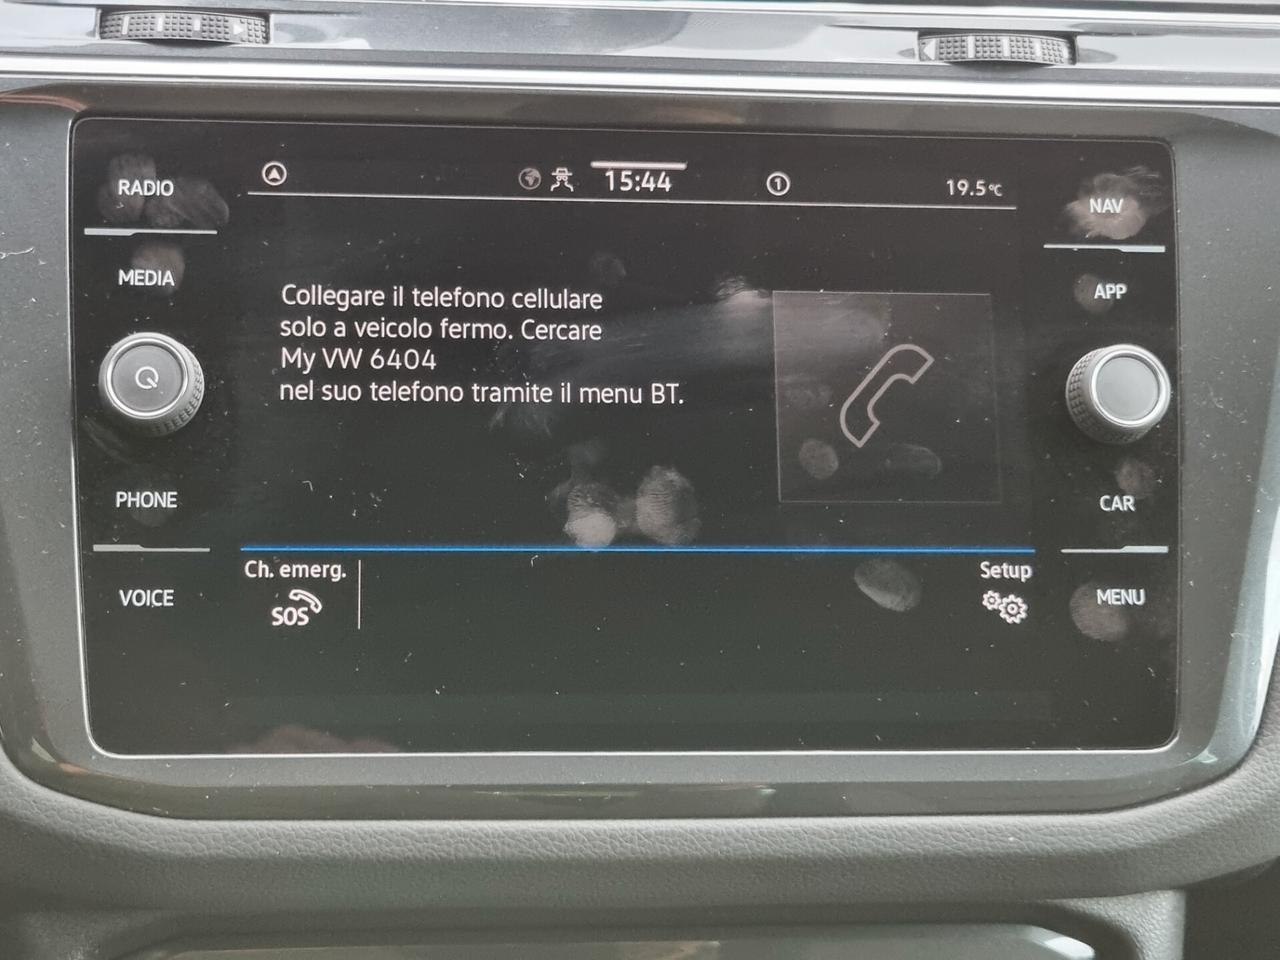 15:44
1
19.5°C
RADIO
MEDIA
PHONE
VOICE
Collegare il telefono cellulare
solo a veicolo fermo. Cercare
My VW 6404
nel suo telefono tramite il menu BT.
Ch. emerg.
SOS
Setup
NAV
APP
CAR
MENU